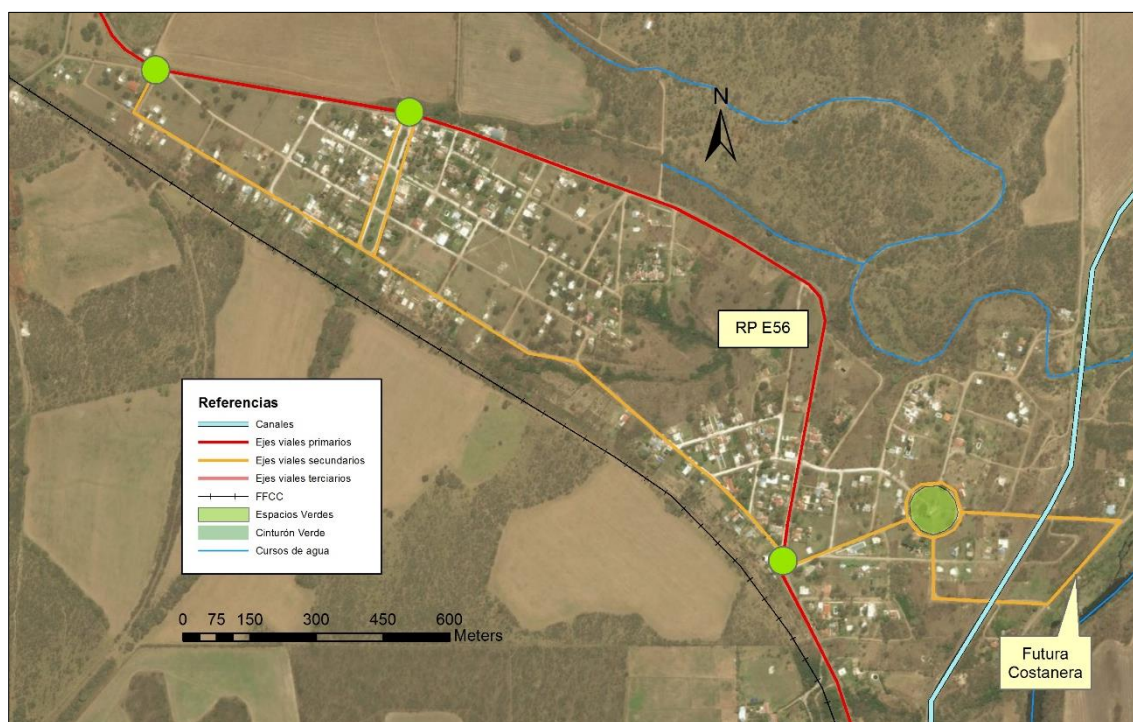 N
RP E56
Referencias
Canales
Ejes viales primarios
Ejes viales secundarios
Ejes viales terciarios
FFCC
Espacios Verdes
Cinturón Verde
Cursos de agua
0 75 150 300 450 600
Meters
Futura
Costanera